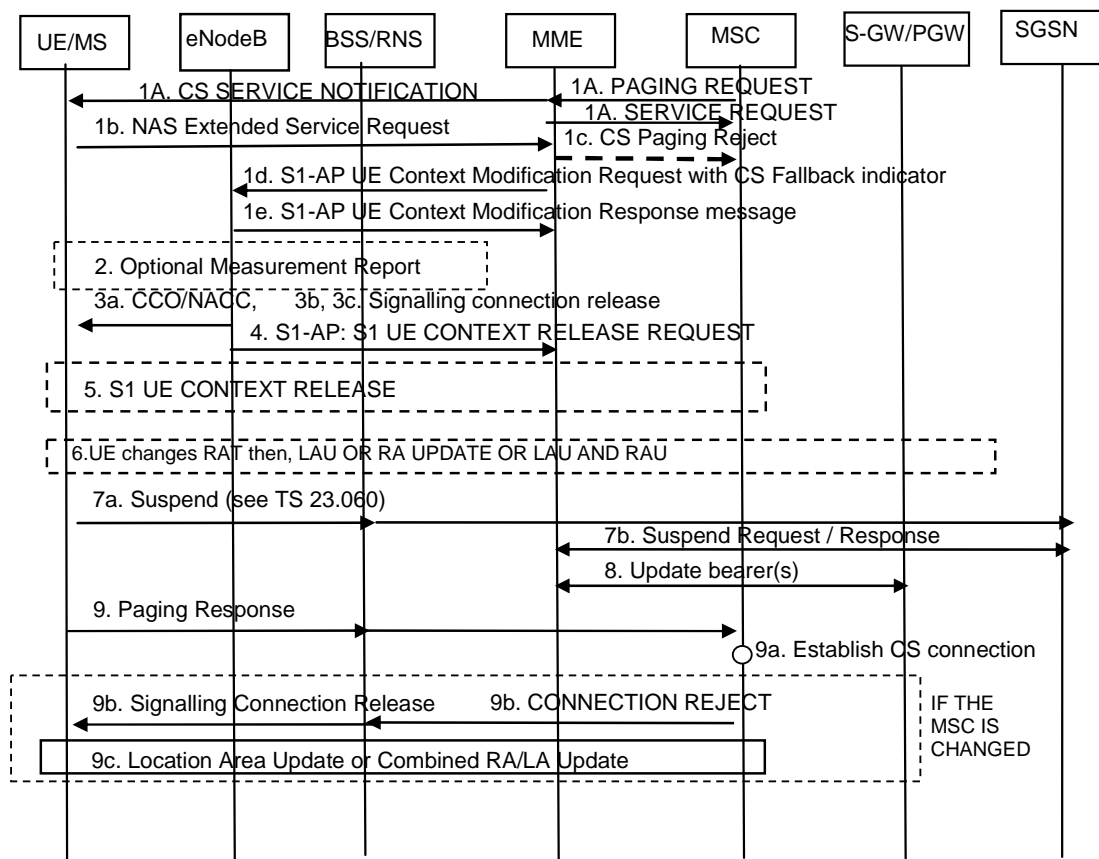 UE/MS
eNodeB
BSS/RNS
MME
MSC
S-GW/PGW
SGSN
1A. CS SERVICE NOTIFICATION
1A. PAGING REQUEST
1A. SERVICE REQUEST
1b. NAS Extended Service Request
1c. CS Paging Reject
1d. S1-AP UE Context Modification Request with CS Fallback indicator
1e. S1-AP UE Context Modification Response message
2. Optional Measurement Report
3a. CCO/NACC, 3b, 3c. Signalling connection release
4. S1-AP: S1 UE CONTEXT RELEASE REQUEST
5. S1 UE CONTEXT RELEASE
6.UE changes RAT then, LAU OR RA UPDATE OR LAU AND RAU
7a. Suspend (see TS 23.060)
7b. Suspend Request / Response
8. Update bearer(s)
9. Paging Response
9a. Establish CS connection
9b. Signalling Connection Release
9b. CONNECTION REJECT
IF THE
MSC IS
CHANGED
9c. Location Area Update or Combined RA/LA Update